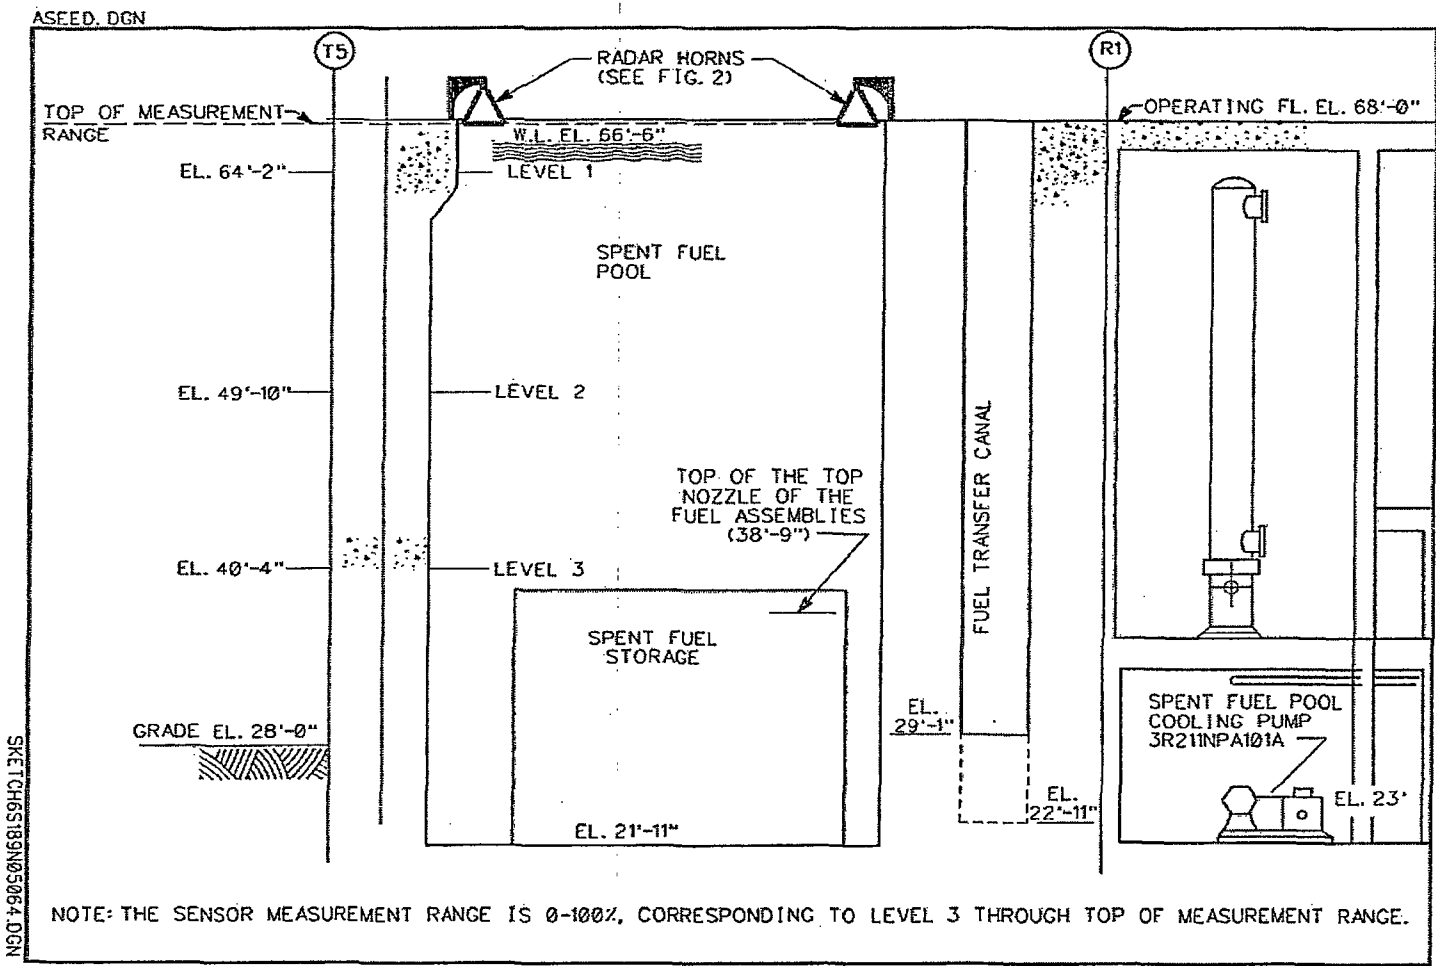 ASEED.DGN
T5
RADAR HORNS
(SEE FIG. 2)
R1
TOP OF MEASUREMENT
RANGE
OPERATING FL. EL. 68'-0"
W.L. EL. 66'-6"
EL. 64'-2"
LEVEL 1
SPENT FUEL
POOL
EL. 49'-10"
LEVEL 2
FUEL TRANSFER CANAL
TOP OF THE TOP
NOZZLE OF THE
FUEL ASSEMBLIES
(38'-9")
EL. 40'-4"
LEVEL 3
SPENT FUEL
STORAGE
GRADE EL. 28'-0"
EL.
29'-1"
SPENT FUEL POOL
COOLING PUMP
3R211NPA101A
EL.
22'-11"
EL. 23'
EL. 21'-11"
NOTE: THE SENSOR MEASUREMENT RANGE IS 0-100%, CORRESPONDING TO LEVEL 3 THROUGH TOP OF MEASUREMENT RANGE.
SKETCH6S189N05064.DGN